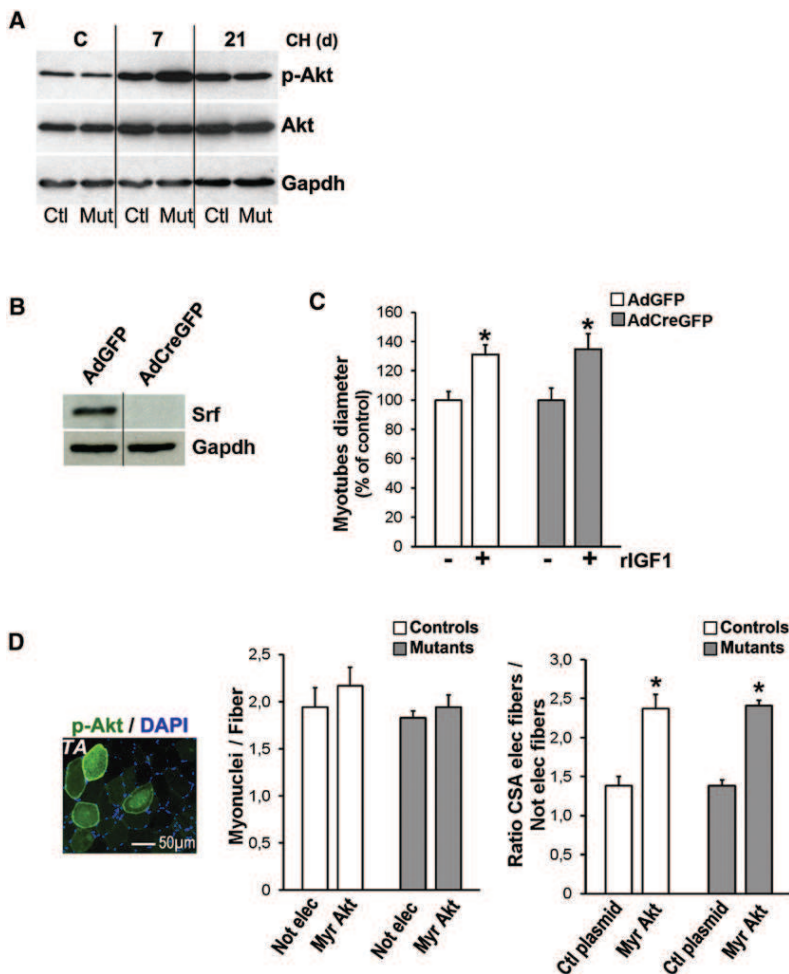 A
C 7 21 CH (d)
p-Akt
Akt
Gapdh
Ctl Mut Ctl Mut Ctl Mut
B
AdGFP AdCreGFP
Srf
Gapdh
C
AdGFP
AdCreGFP
Myotubes diameter
(% of control)
160
140
120
100
80
60
40
20
0
* *
- + - + rIGF1
D
p-Akt / DAPI
TA
50µm
Controls
Mutants
Myonuclei / Fiber
2,5
2,0
1,5
1,0
0,5
0
Not elec Myr Akt Not elec Myr Akt
Controls
Mutants
Ratio CSA elec fibers /
Not elec fibers
3,0
2,5
2,0
1,5
1,0
0,5
0
* *
Ctl plasmid Myr Akt Ctl plasmid Myr Akt